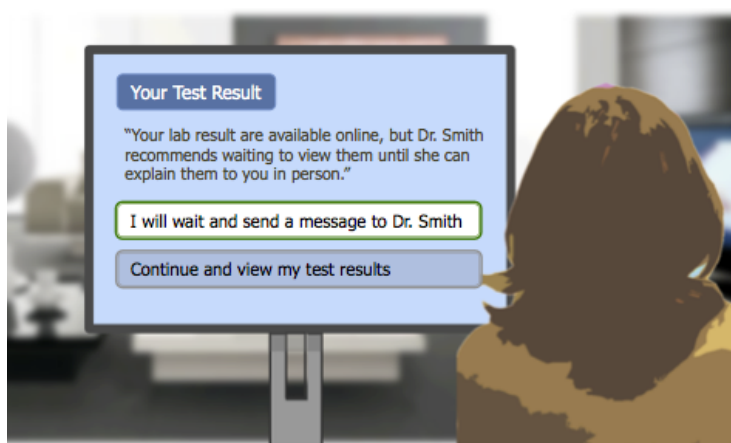 Your Test Result
“Your lab result are available online, but Dr. Smith
recommends waiting to view them until she can
explain them to you in person.”
I will wait and send a message to Dr. Smith
Continue and view my test results